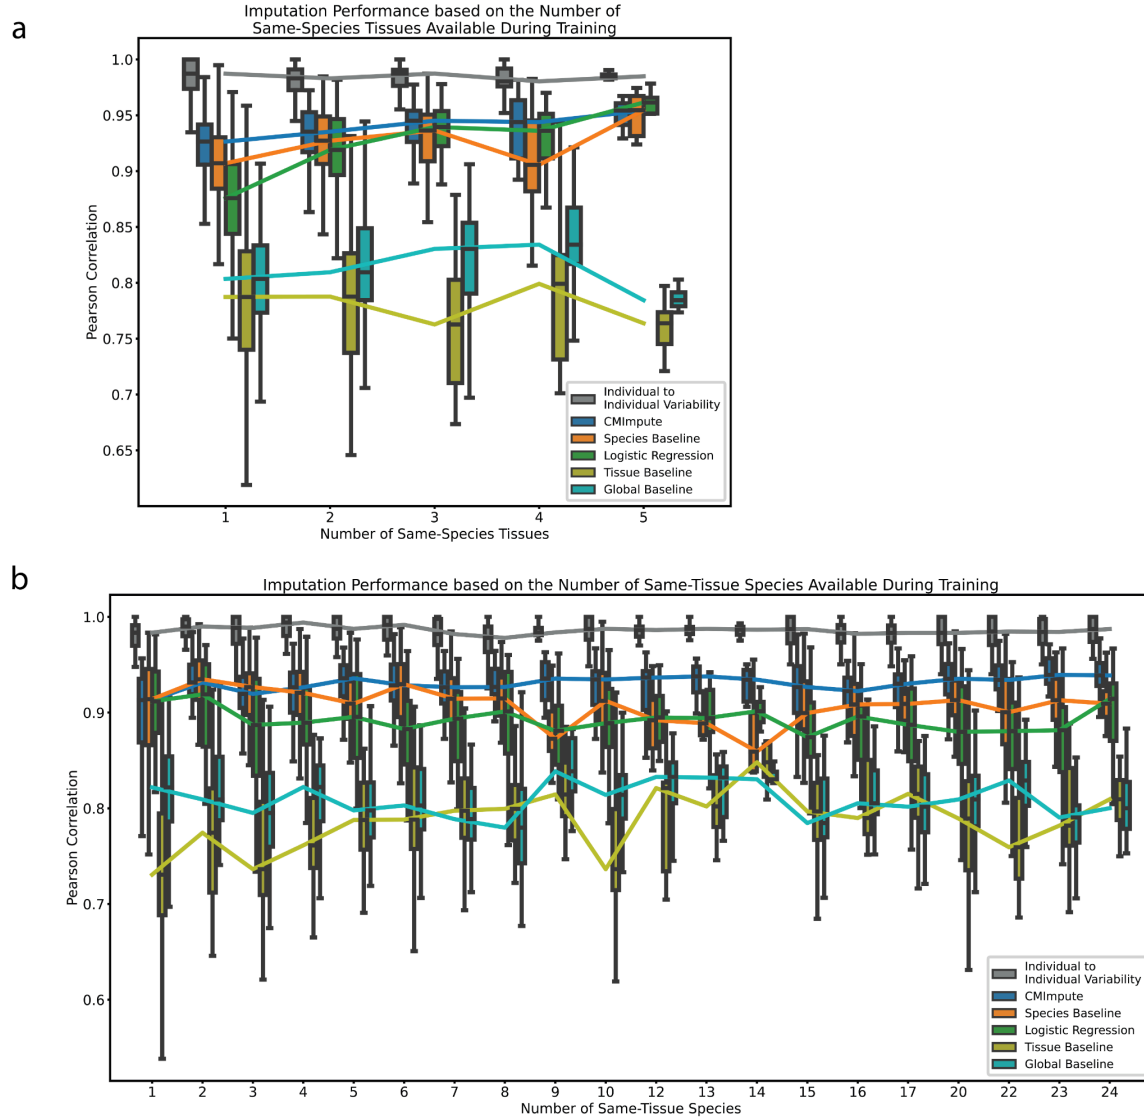 a
Imputation Performance based on the Number of
Same-Species Tissues Available During Training
1.0
0.95
0.9
0.85
0.8
0.75
0.7
0.65
Pearson Correlation
Individual to
Individual Variability
CMImpute
Species Baseline
Logistic Regression
Tissue Baseline
Global Baseline
1 2 3 4 5
Number of Same-Species Tissues
b
Imputation Performance based on the Number of Same-Tissue Species Available During Training
1.0
0.9
0.8
0.7
0.6
Pearson Correlation
Individual to
Individual Variability
CMImpute
Species Baseline
Logistic Regression
Tissue Baseline
Global Baseline
1 2 3 4 5 6 7 8 9 10 12 13 14 15 16 17 20 22 23 24
Number of Same-Tissue Species